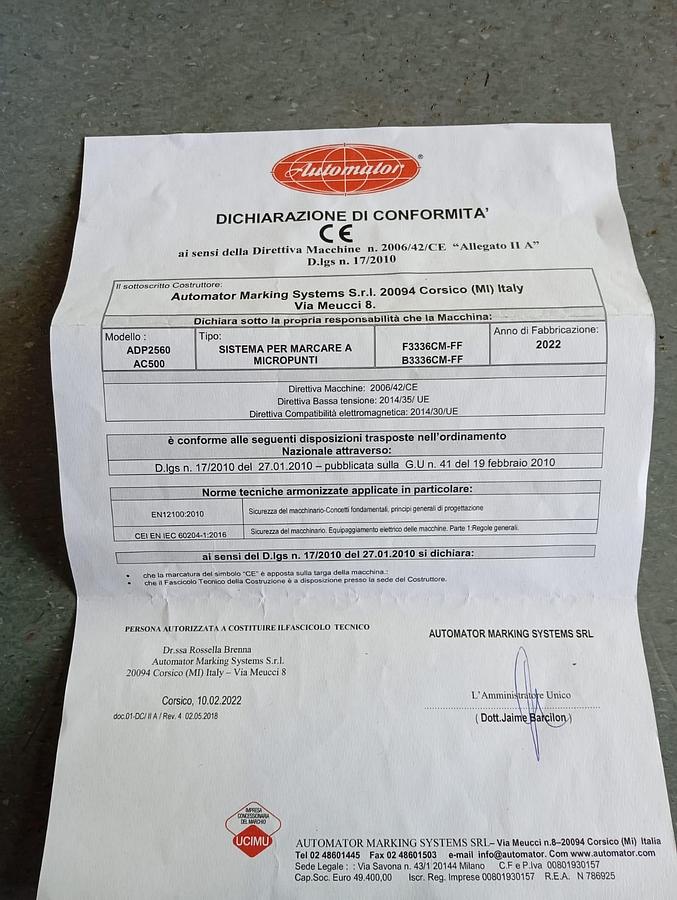 Automator®
DICHIARAZIONE DI CONFORMITA'
CE
ai sensi della Direttiva Macchine n. 2006/42/CE “Allegato II A”
D.lgs n. 17/2010
Il sottoscritto Costruttore:
Automator Marking Systems S.r.l. 20094 Corsico (MI) Italy
Via Meucci 8.
Dichiara sotto la propria responsabilità che la Macchina:
Modello : Tipo: Anno di Fabbricazione:
ADP2560 SISTEMA PER MARCARE A F3336CM-FF 2022
AC500 MICROPUNTI B3336CM-FF
Direttiva Macchine: 2006/42/CE
Direttiva Bassa tensione: 2014/35/ UE
Direttiva Compatibilità elettromagnetica: 2014/30/UE
è conforme alle seguenti disposizioni trasposte nell'ordinamento
Nazionale attraverso:
D.lgs n. 17/2010 del 27.01.2010 – pubblicata sulla G.U n. 41 del 19 febbraio 2010
Norme tecniche armonizzate applicate in particolare:
EN12100:2010 Sicurezza del macchinario-Concetti fondamentali, principi generali di progettazione
CEI EN IEC 60204-1:2016 Sicurezza del macchinario. Equipaggiamento elettrico delle macchine. Parte 1:Regole generali.
ai sensi del D.lgs n. 17/2010 del 27.01.2010 si dichiara:
• che la marcatura del simbolo “CE” è apposta sulla targa della macchina.:
• che il Fascicolo Tecnico della Costruzione è a disposizione presso la sede del Costruttore.
PERSONA AUTORIZZATA A COSTITUIRE ILFASCICOLO TECNICO
Dr.ssa Rossella Brenna
Automator Marking Systems S.r.l.
20094 Corsico (MI) Italy – Via Meucci 8
Corsico, 10.02.2022
doc.01-DC/ II A / Rev. 4 02.05.2018
AUTOMATOR MARKING SYSTEMS SRL
L'Amministratore Unico
( Dott.Jaime Barcilon )
IMPRESA
CONCESSIONARIA
DEL MARCHIO
UCIMU
AUTOMATOR MARKING SYSTEMS SRL– Via Meucci n.8–20094 Corsico (Mi) Italia
Tel 02 48601445 Fax 02 48601503 e-mail info@automator. Com www.automator.com
Sede Legale : : Via Savona n. 43/1 20144 Milano C.F e P.Iva 00801930157
Cap.Soc. Euro 49.400,00 Iscr. Reg. Imprese 00801930157 R.E.A. N 786925